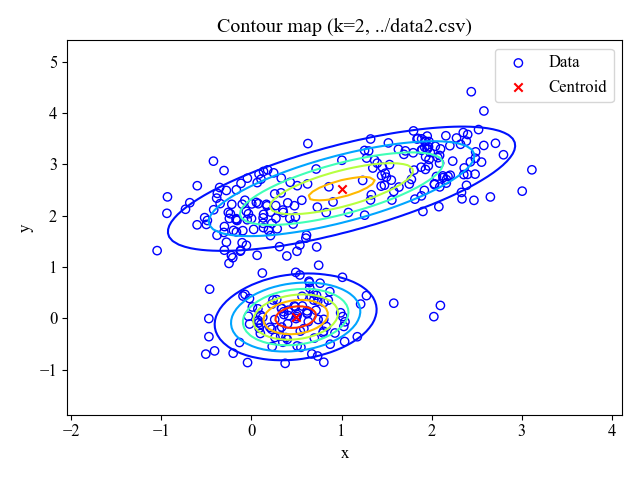 Contour map (k=2, ../data2.csv)
Data
Centroid
5
4
3
2
1
0
−1
y
−2
−1
0
1
2
3
4
x